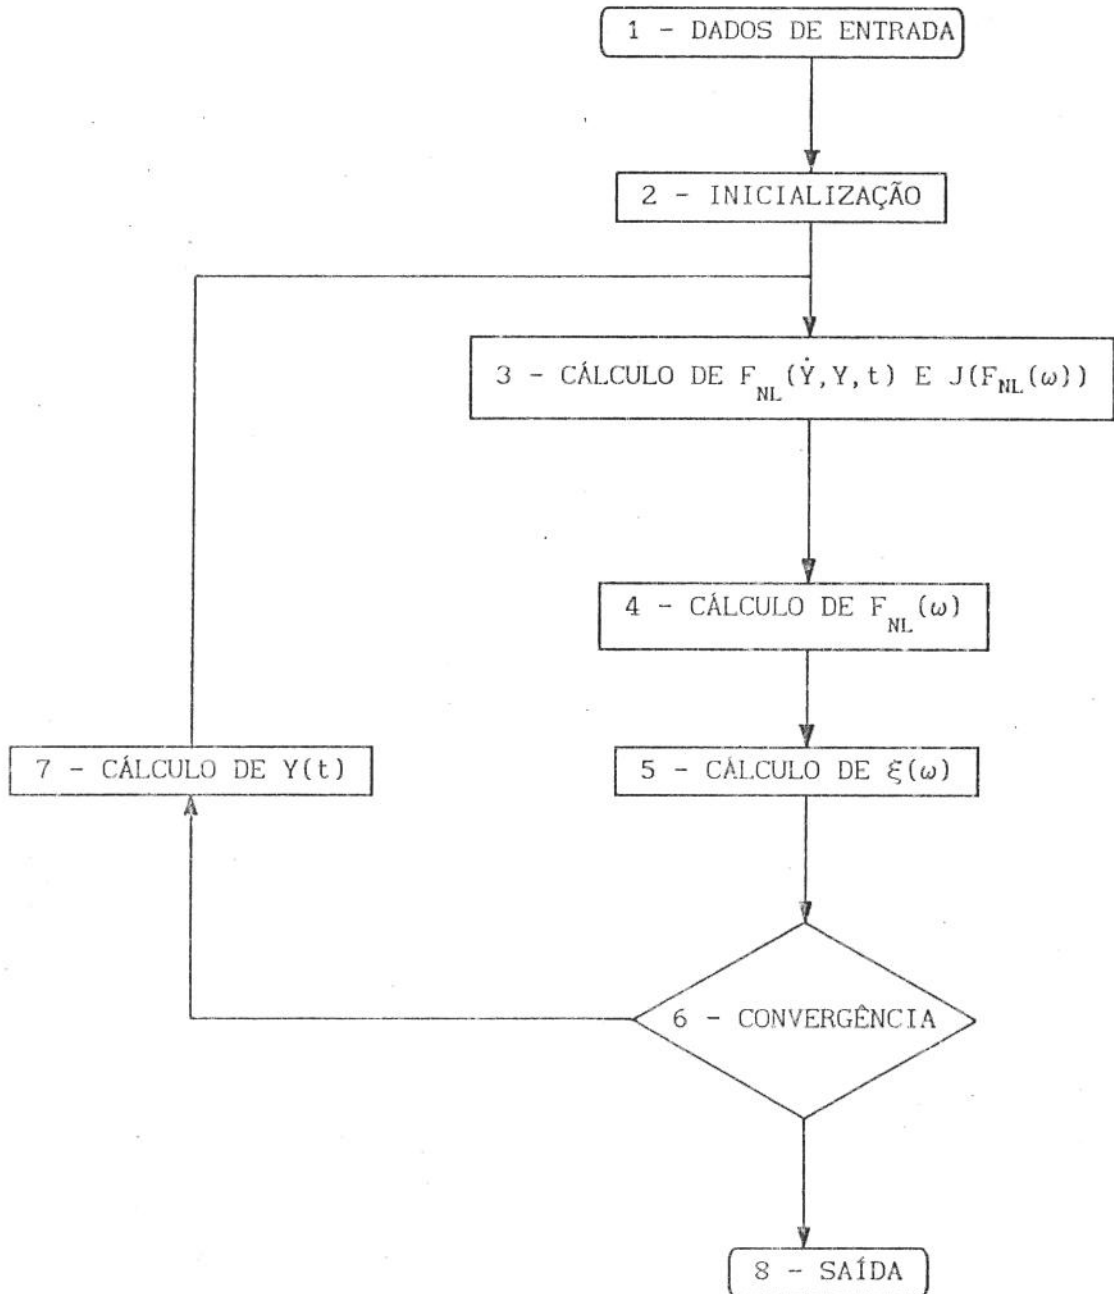 1 - DADOS DE ENTRADA
2 - INICIALIZAÇÃO
3 - CÁLCULO DE F_NL(Ẏ,Y,t) E J(F_NL(ω))
4 - CÁLCULO DE F_NL(ω)
7 - CÁLCULO DE Y(t)
5 - CÁLCULO DE ξ(ω)
6 - CONVERGÊNCIA
8 - SAÍDA